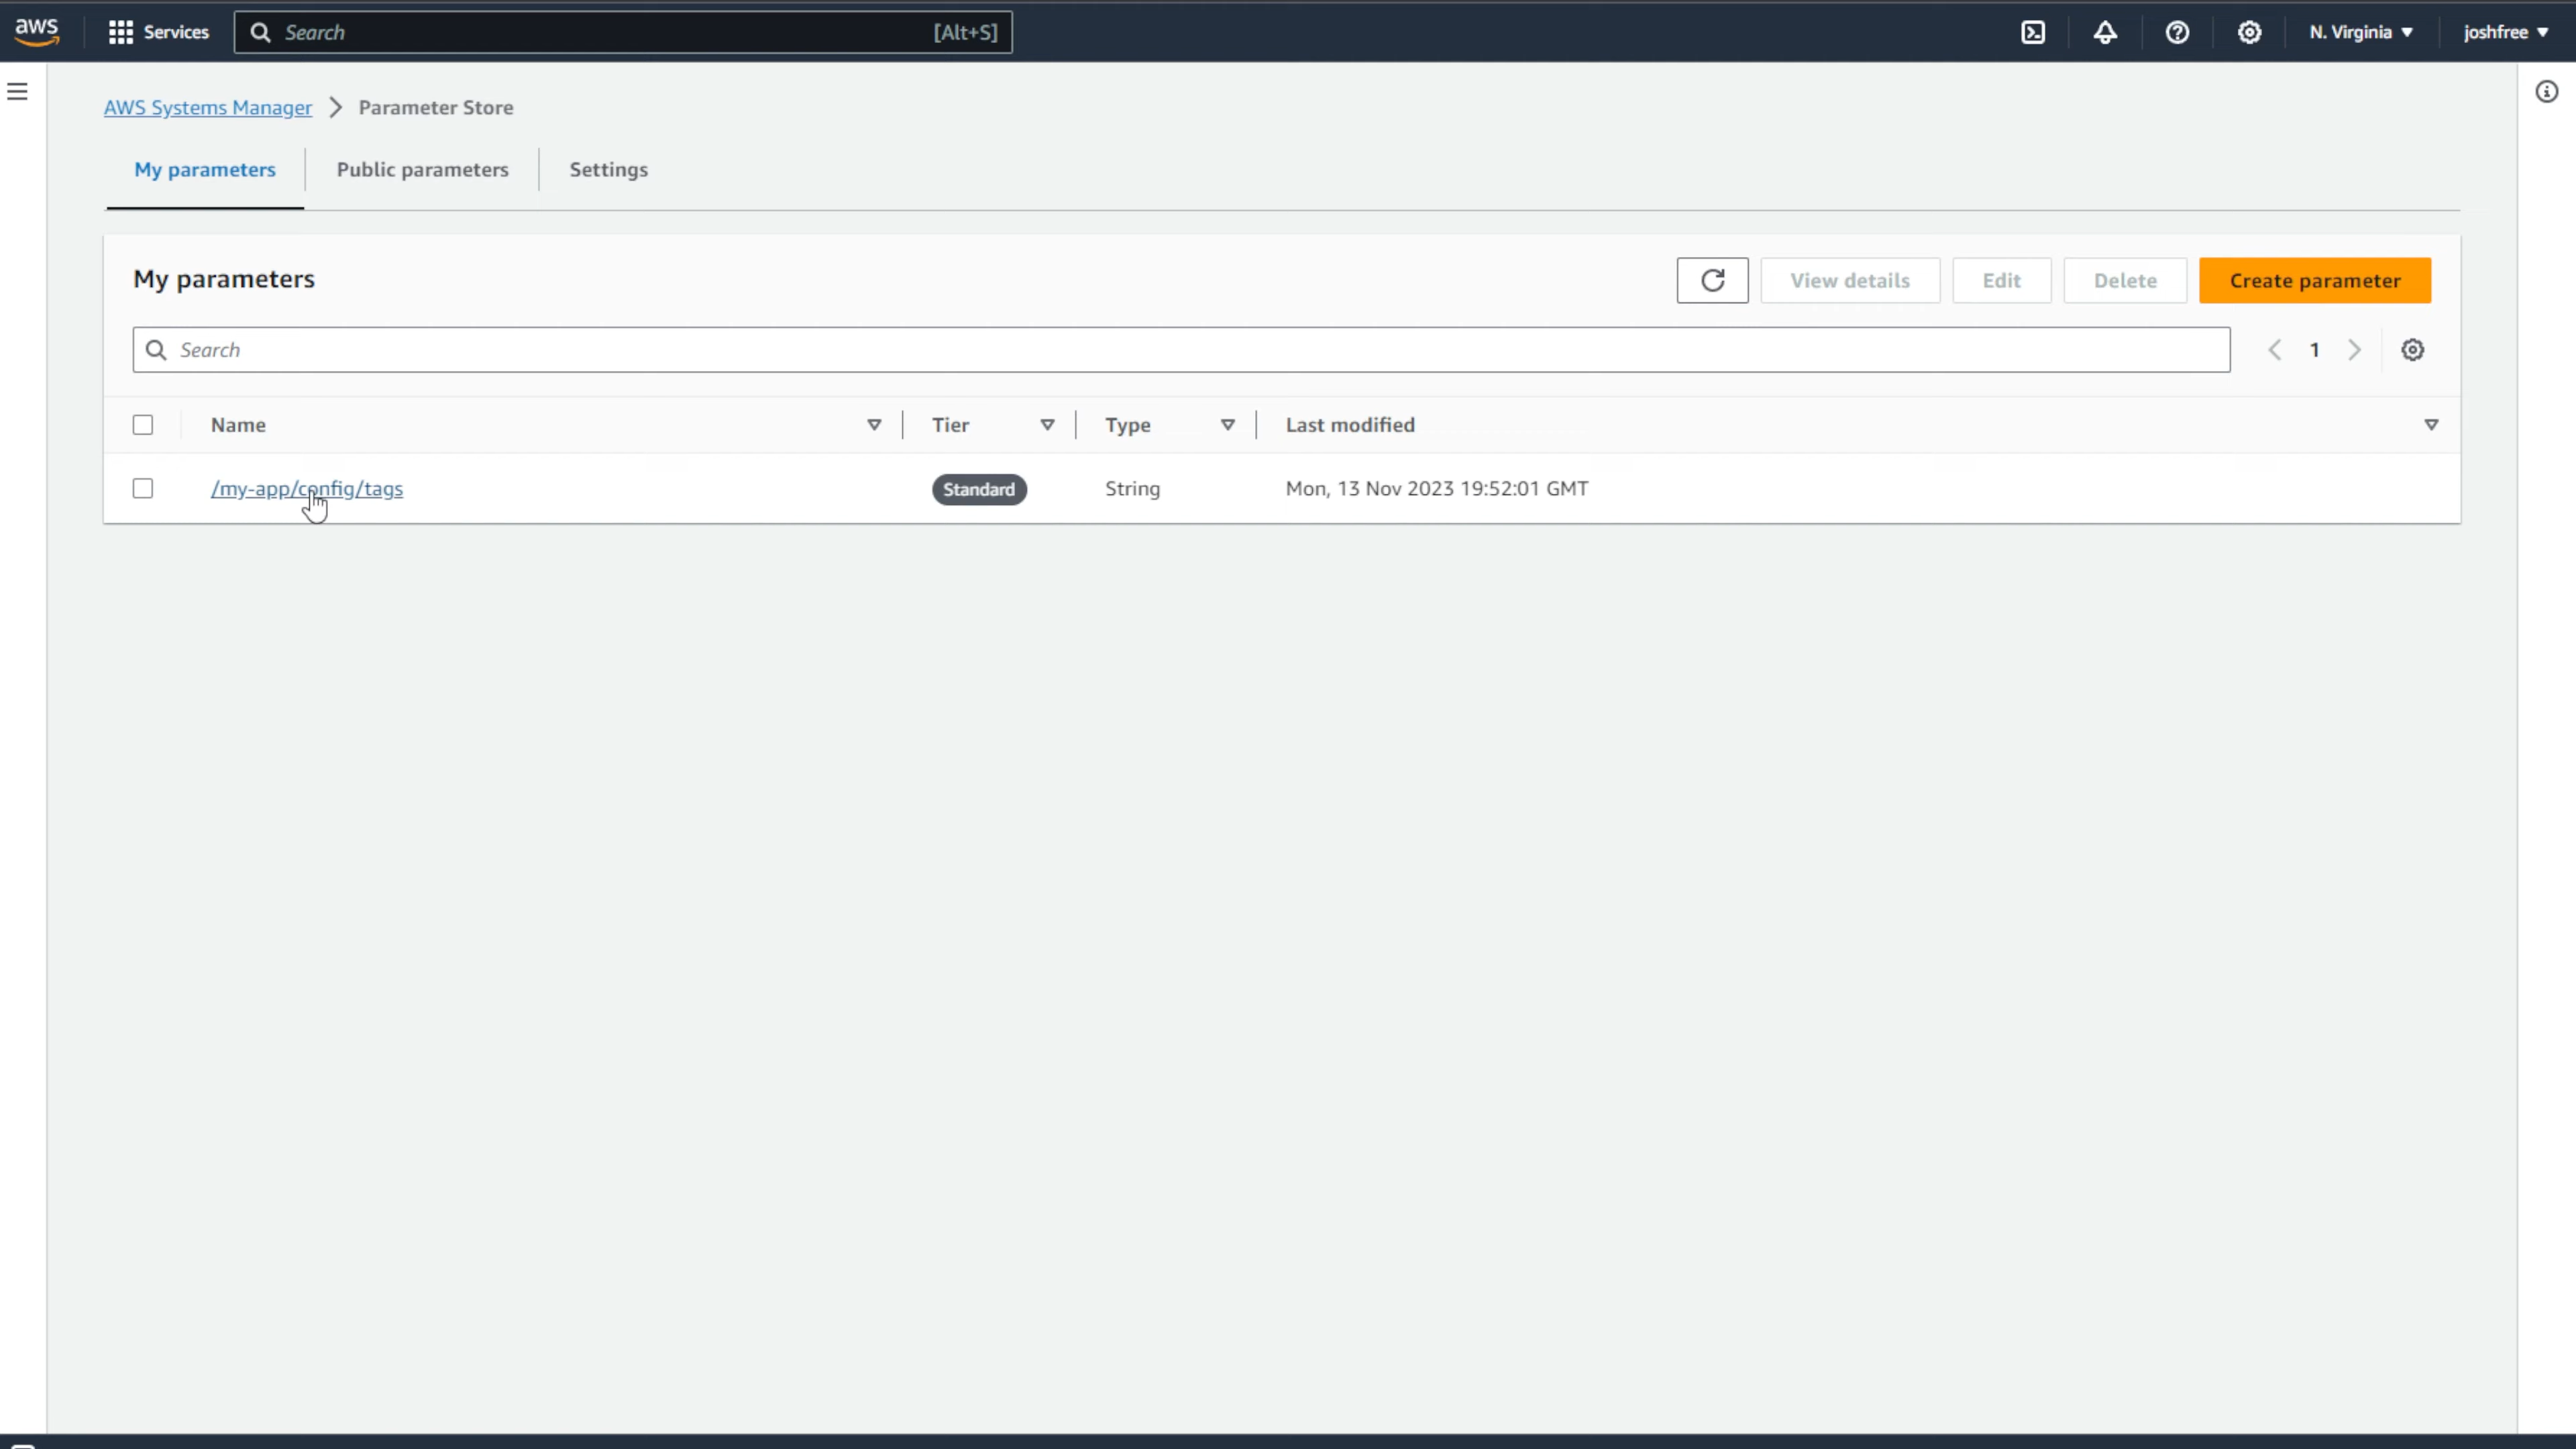 aws Services Search [Alt+S] N. Virginia joshfree
AWS Systems Manager Parameter Store
My parameters Public parameters Settings
My parameters View details Edit Delete Create parameter
Search 1
Name Tier Type Last modified
/my-app/config/tags Standard String Mon, 13 Nov 2023 19:52:01 GMT